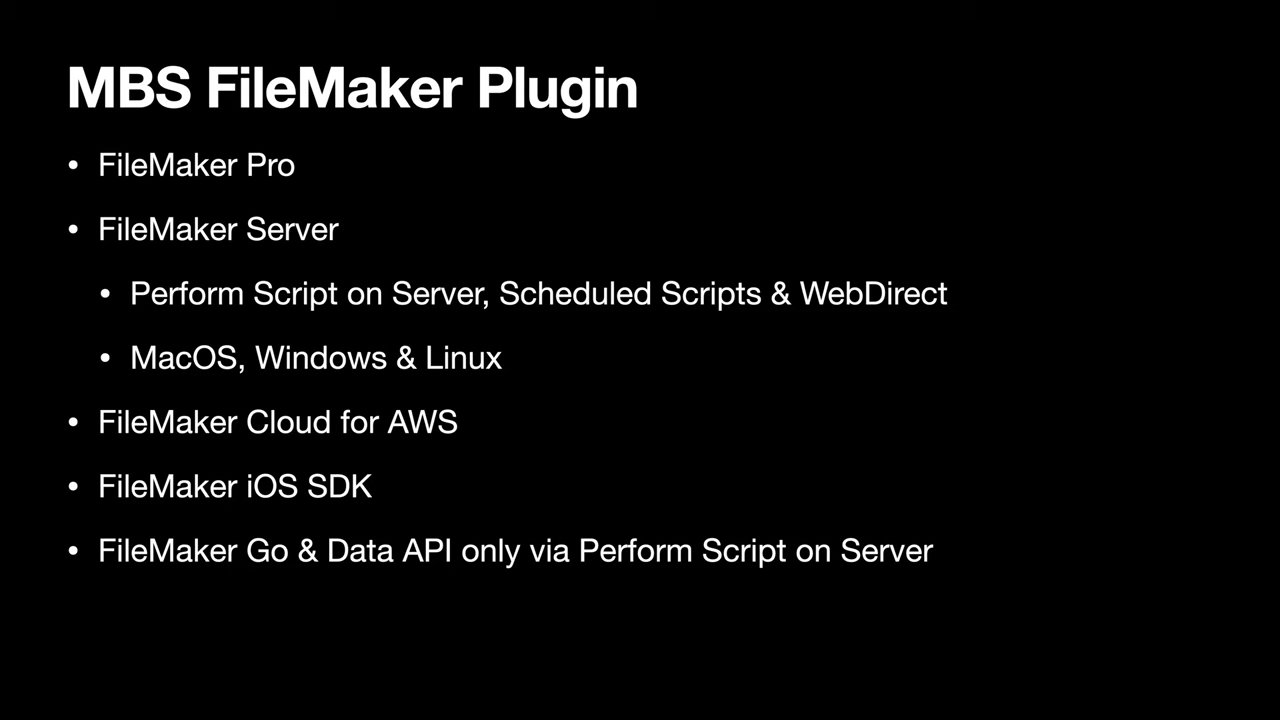 MBS FileMaker Plugin
• FileMaker Pro
• FileMaker Server
• Perform Script on Server, Scheduled Scripts & WebDirect
• MacOS, Windows & Linux
• FileMaker Cloud for AWS
• FileMaker iOS SDK
• FileMaker Go & Data API only via Perform Script on Server